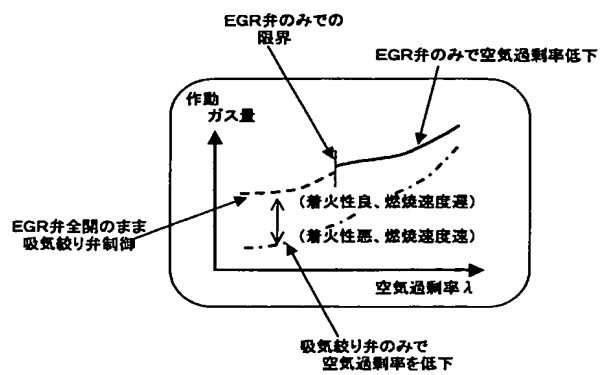 EGR弁のみでの
限界
EGR弁のみで空気過剰率低下
作動
ガス量
(着火性良、燃焼速度遅)
EGR弁全開のまま
吸気絞り弁制御
(着火性悪、燃焼速度速)
空気過剰率λ
吸気絞り弁のみで
空気過剰率を低下